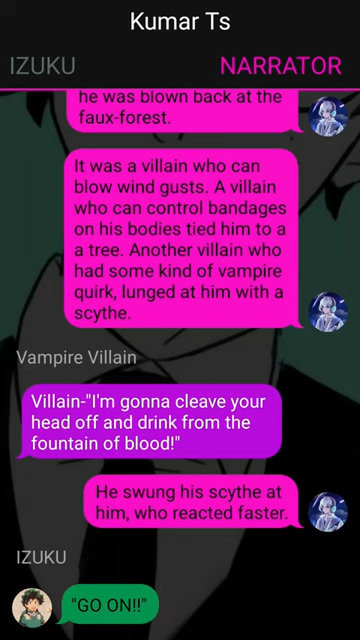 Kumar Ts
IZUKU NARRATOR
he was blown back at the
faux-forest.
It was a villain who can
blow wind gusts. A villain
who can control bandages
on his bodies tied him to a
a tree. Another villain who
had some kind of vampire
quirk, lunged at him with a
scythe.
Vampire Villain
Villain-"I'm gonna cleave your
head off and drink from the
fountain of blood!"
He swung his scythe at
him, who reacted faster.
IZUKU
"GO ON!!"